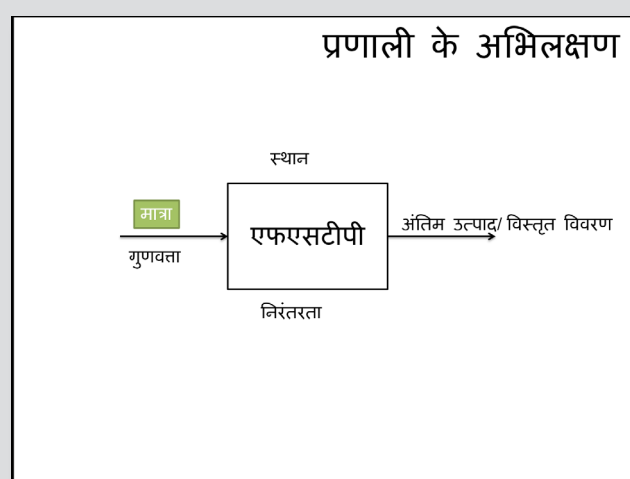 प्रणाली के अभिलक्षण
स्थान
मात्रा
एफएसटीपी
अंतिम उत्पाद/ विस्तृत विवरण
गुणवत्ता
निरंतरता